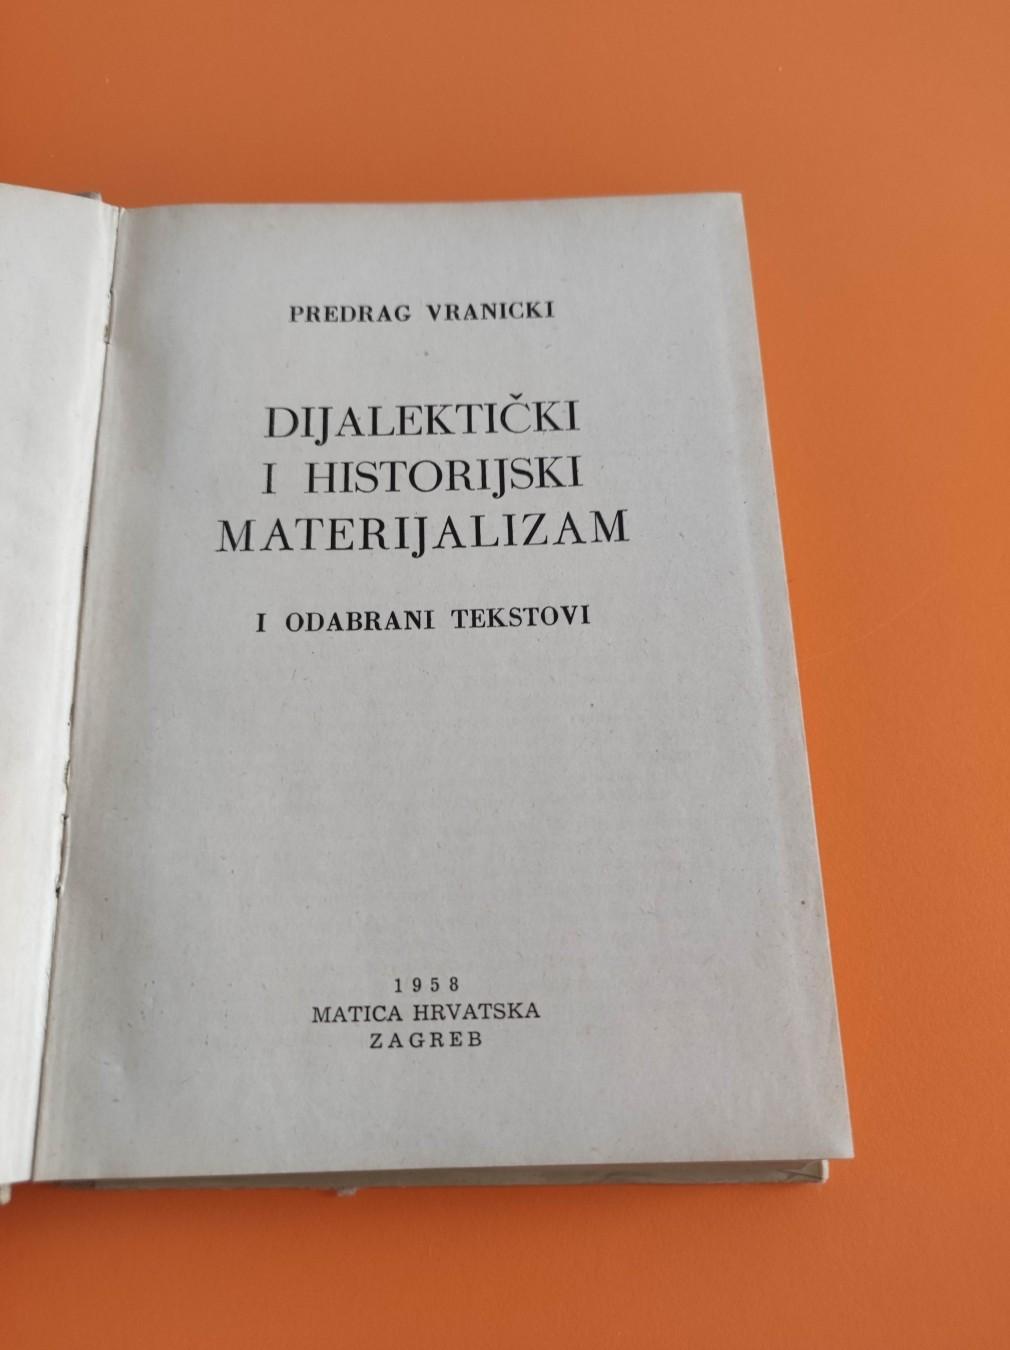 PREDRAG VRANICKI
DIJALEKTIČKI
I HISTORIJSKI
MATERIJALIZAM
I ODABRANI TEKSTOVI
1958
MATICA HRVATSKA
ZAGREB